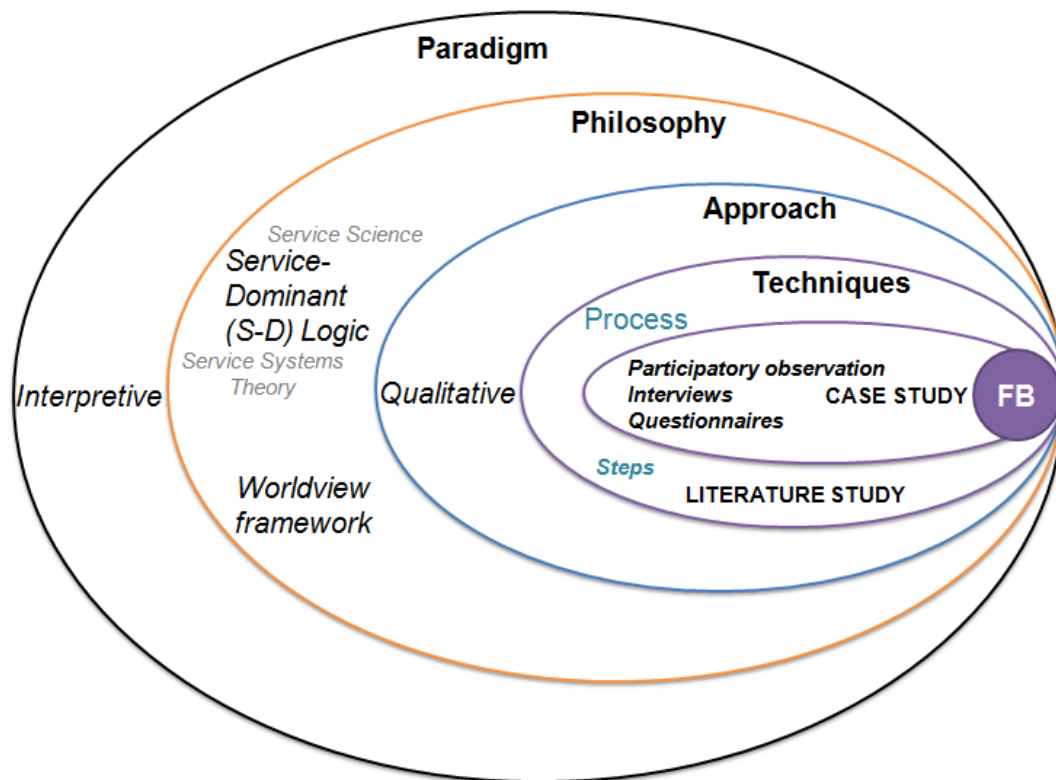 Paradigm
Philosophy
Approach
Service Science
Service-
Dominant
(S-D) Logic
Service Systems
Theory
Techniques
Process
Interpretive
Qualitative
Participatory observation
Interviews
Questionnaires
CASE STUDY
FB
Steps
LITERATURE STUDY
Worldview
framework